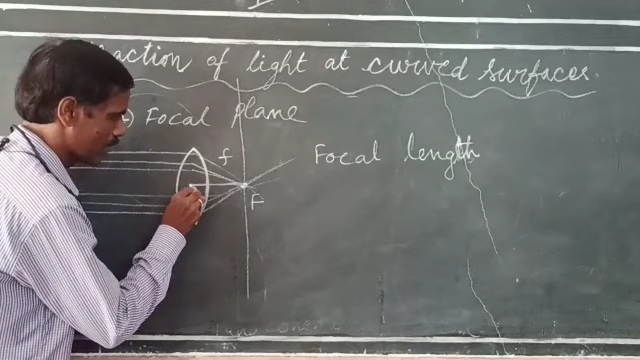 action of light at curved surfaces
) Focal plane
f
Focal length
F